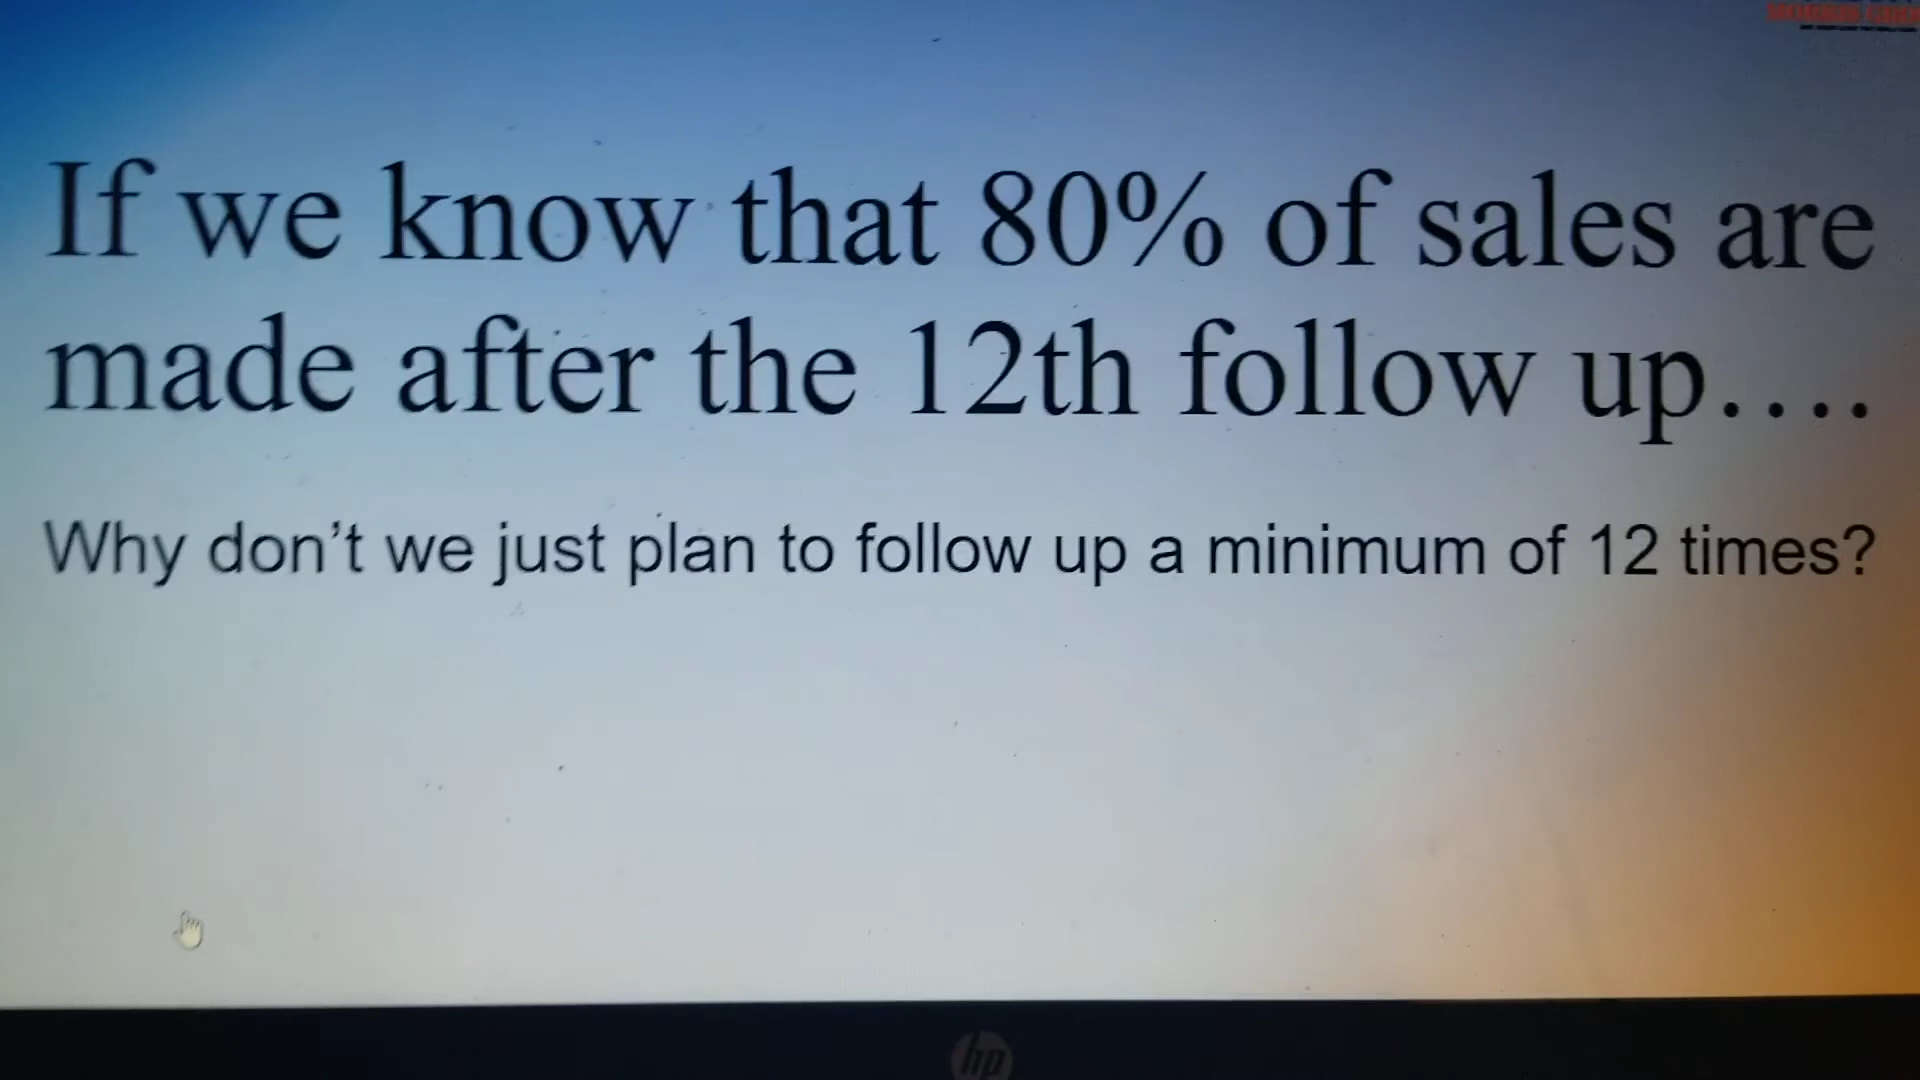 If we know that 80% of sales are
made after the 12th follow up....
Why don't we just plan to follow up a minimum of 12 times?
hp